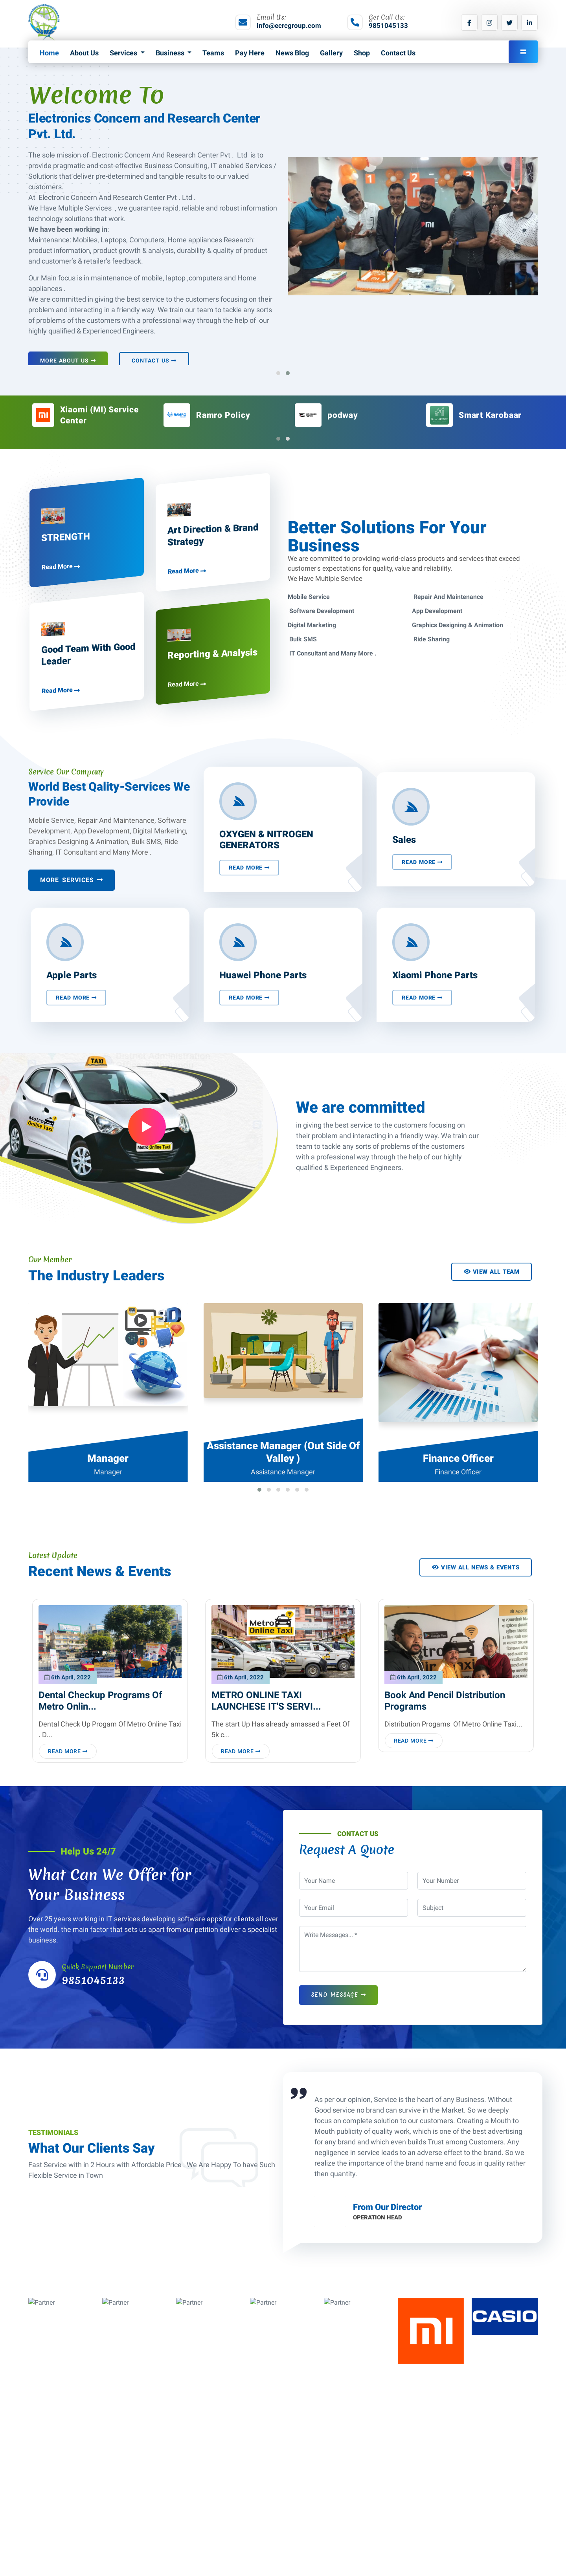 Email Us:
info@ecrcgroup.com
Get Call Us:
9851045133
Home
About Us
Services
Business
Teams
Pay Here
News Blog
Gallery
Shop
Contact Us
Welcome To
Electronics Concern and Research Center
Pvt. Ltd.
The sole mission of Electronic Concern And Research Center Pvt . Ltd is to
provide pragmatic and cost-effective Business Consulting, IT enabled Services /
Solutions that deliver pre-determined and tangible results to our valued
customers.
At Electronic Concern And Research Center Pvt . Ltd .
We Have Multiple Services , we guarantee rapid, reliable and robust information
technology solutions that work.
We have been working in:
Maintenance: Mobiles, Laptops, Computers, Home appliances Research:
product information, product growth & analysis, durability & quality of product
and customer's & retailer's feedback.
Our Main focus is in maintenance of mobile, laptop ,computers and Home
appliances .
We are committed in giving the best service to the customers focusing on their
problem and interacting in a friendly way. We train our team to tackle any sorts
of problems of the customers with a professional way through the help of our
highly qualified & Experienced Engineers.
MORE ABOUT US
CONTACT US
Xiaomi (MI) Service
Center
Ramro Policy
podway
Smart Karobaar
STRENGTH
Read More
Art Direction & Brand
Strategy
Read More
Good Team With Good
Leader
Read More
Reporting & Analysis
Read More
Better Solutions For Your
Business
We are committed to providing world-class products and services that exceed
customer's expectations for quality, value and reliability.
We Have Multiple Service
Mobile Service
Repair And Maintenance
Software Development
App Development
Digital Marketing
Graphics Designing & Animation
Bulk SMS
Ride Sharing
IT Consultant and Many More .
Service Our Company
World Best Qality-Services We
Provide
Mobile Service, Repair And Maintenance, Software
Development, App Development, Digital Marketing,
Graphics Designing & Animation, Bulk SMS, Ride
Sharing, IT Consultant and Many More .
MORE SERVICES
OXYGEN & NITROGEN
GENERATORS
READ MORE
Sales
READ MORE
Apple Parts
READ MORE
Huawei Phone Parts
READ MORE
Xiaomi Phone Parts
READ MORE
TAXI
Metro
Online Taxi
We are committed
in giving the best service to the customers focusing on
their problem and interacting in a friendly way. We train our
team to tackle any sorts of problems of the customers
with a professional way through the help of our highly
qualified & Experienced Engineers.
Our Member
The Industry Leaders
VIEW ALL TEAM
Manager
Manager
Assistance Manager (Out Side Of
Valley )
Assistance Manager
Finance Officer
Finance Officer
Latest Update
Recent News & Events
VIEW ALL NEWS & EVENTS
6th April, 2022
Dental Checkup Programs Of
Metro Onlin...
Dental Check Up Progam Of Metro Online Taxi
. D...
READ MORE
Metro
Online Taxi
6th April, 2022
METRO ONLINE TAXI
LAUNCHESE IT'S SERVI...
The start Up Has already amassed a Feet Of
5k c...
READ MORE
6th April, 2022
Book And Pencil Distribution
Programs
Distribution Progams Of Metro Online Taxi...
READ MORE
Help Us 24/7
What Can We Offer for
Your Business
Over 25 years working in IT services developing software apps for clients all over
the world. the main factor that sets us apart from our petition deliver a specialist
business.
Quick Support Number
9851045133
CONTACT US
Request A Quote
Your Name
Your Number
Your Email
Subject
Write Messages... *
SEND MESSAGE
TESTIMONIALS
What Our Clients Say
Fast Service with in 2 Hours with Affordable Price . We Are Happy To have Such
Flexible Service in Town
As per our opinion, Service is the heart of any Business. Without
Good service no brand can survive in the Market. So we deeply
focus on complete solution to our customers. Creating a Mouth to
Mouth publicity of quality work, which is one of the best advertising
for any brand and which even builds Trust among Customers. Any
negligence in service leads to an adverse effect to the brand. So we
realize the importance of the brand name and focus in quality rather
then qauntity.
From Our Director
OPERATION HEAD
Partner
Partner
Partner
Partner
Partner
mi
CASIO